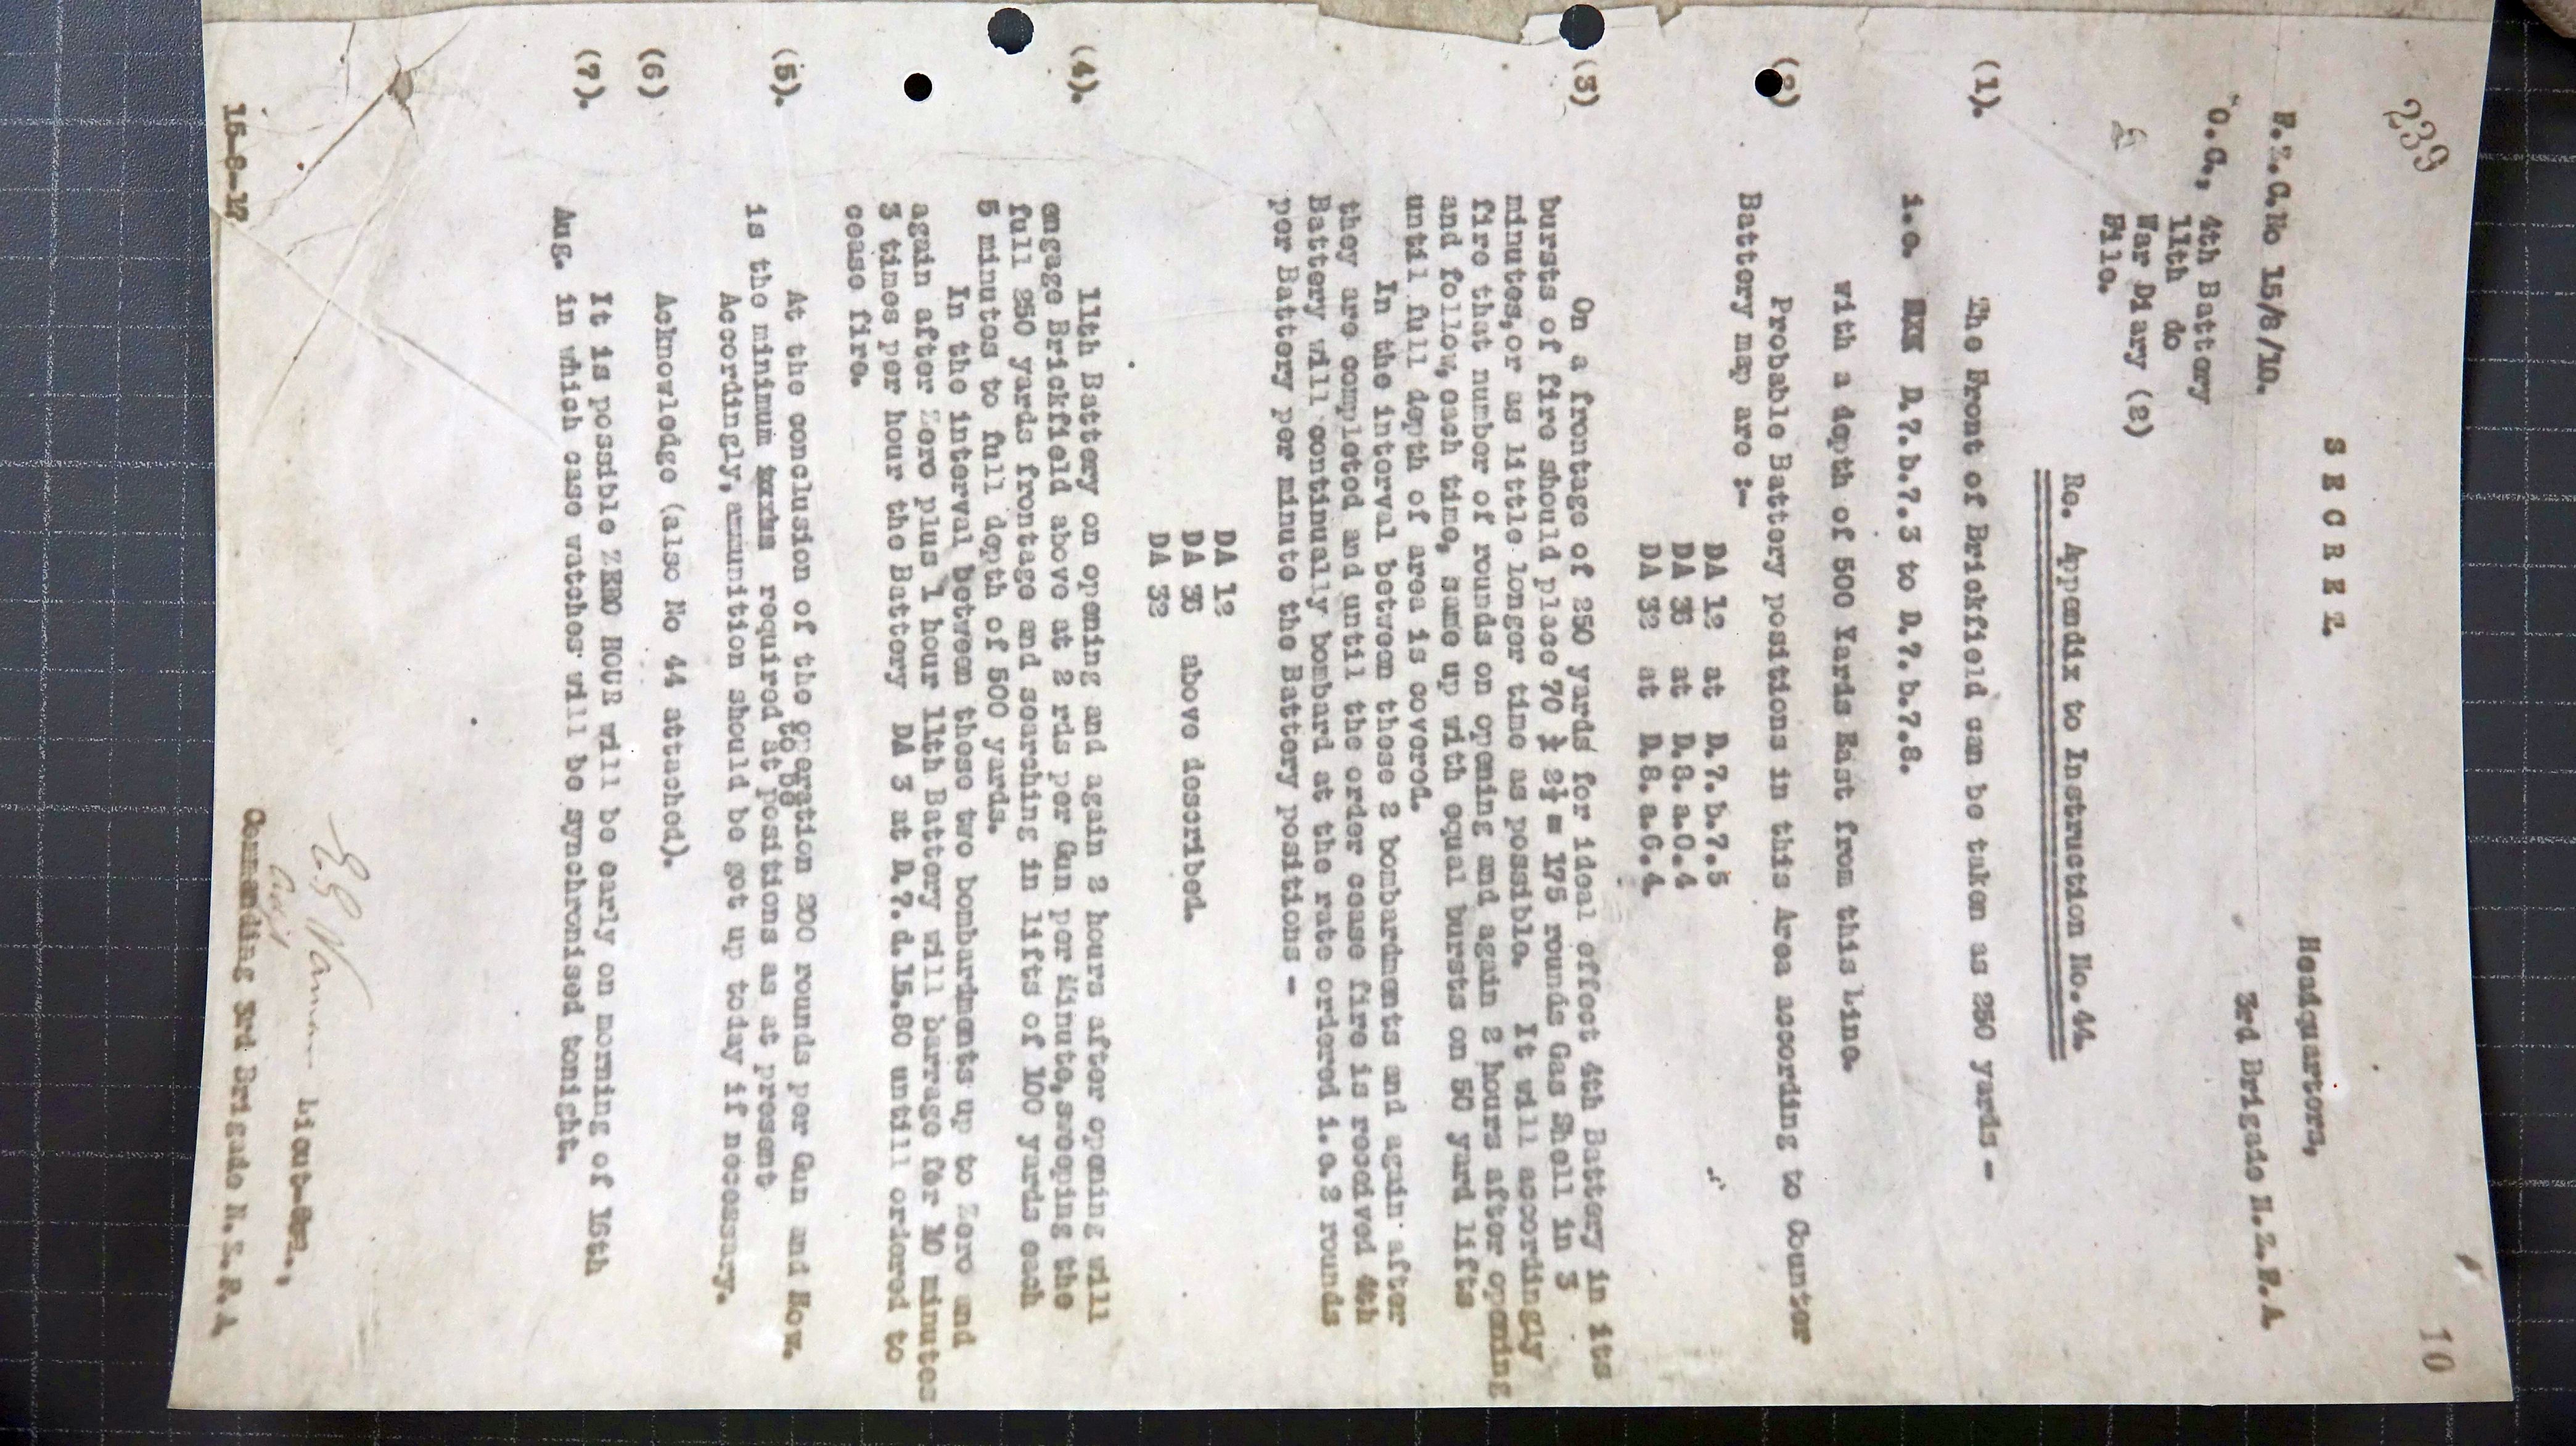 239
10
S E C R E T.
Headquarters,
F.Z.C.No 15/8/10.
3rd Brigade N.Z.F.A.
O.C., 4th Battery
11th do
War Diary (2)
File.
Re. Appendix to Instruction No.44.
(1). The Front of Brickfield can be taken as 250 yards -
i.e. D.7.b.7.3 to D.7.b.7.8.
with a depth of 500 Yards East from this Line.
(2) Probable Battery positions in this Area according to Counter
Battery map are :-
DA 12 at D.7.b.7.5
DA 36 at D.8.a.0.4
DA 32 at D.8.a.6.4.
(3) On a frontage of 250 yards for ideal effect 4th Battery in its
bursts of fire should place 70 x 2½ = 175 rounds Gas Shell in 3
minutes,or as little longer time as possible. It will accordingly
fire that number of rounds on opening and again 2 hours after opening
and follow,each time, same up with equal bursts on 50 yard lifts
until full depth of area is covered.
In the interval between these 2 bombardments and again after
they are completed and until the order cease fire is received 4th
Battery will continually bombard at the rate ordered i.e.2 rounds
per Battery per minute the Battery positions -
DA 12
DA 36 above described.
DA 32
(4). 11th Battery on opening and again 2 hours after opening will
engage Brickfield above at 2 rds per Gun per Minute,sweeping the
full 250 yards frontage and searching in lifts of 100 yards each
5 minutes to full depth of 500 yards.
In the interval between these two bombardments up to Zero and
again after Zero plus 1 hour 11th Battery will barrage for 10 minutes
3 times per hour the Battery DA 3 at D.7.d.15.80 until ordered to
cease fire.
(5). At the conclusion of the operation 200 rounds per Gun and How.
to be
is the minimum required at positions as at present
Accordingly,ammunition should be got up today if necessary.
(6) Acknowledge (also No 44 attached).
(7). It is possible ZERO HOUR will be early on morning of 16th
Aug. in which case watches will be synchronised tonight.
Lieut-
Commanding 3rd Brigade N.Z.F.A
15-8-17